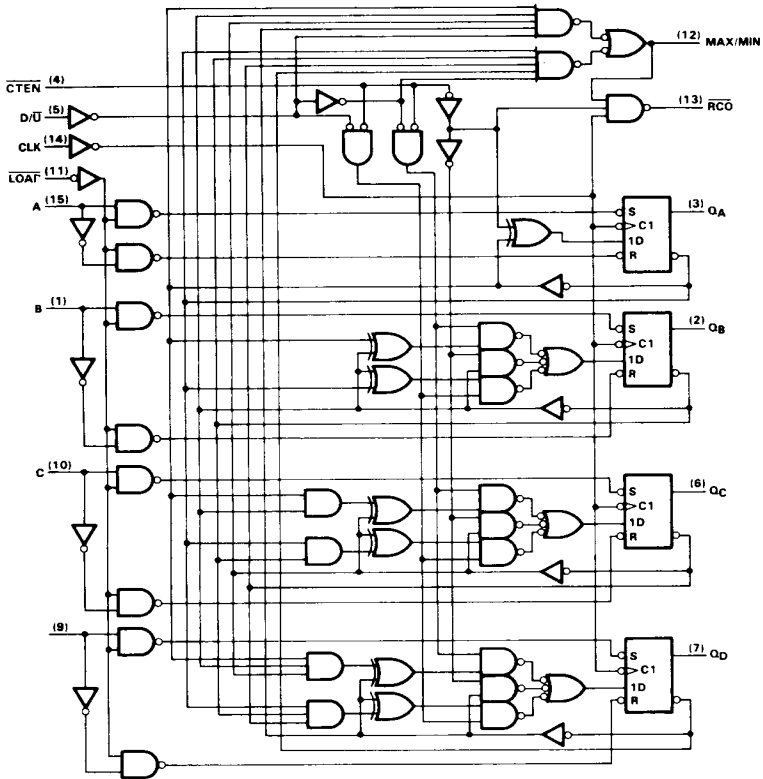 (12) MAX/MIN
CTEN (4)
(13) RCO
D/U (5)
CLK (14)
LOAD (11)
A (15)
S
C1
1D
R
(3) QA
B (1)
S
C1
1D
R
(2) QB
C (10)
S
C1
1D
R
(6) QC
(9)
S
C1
1D
R
(7) QD